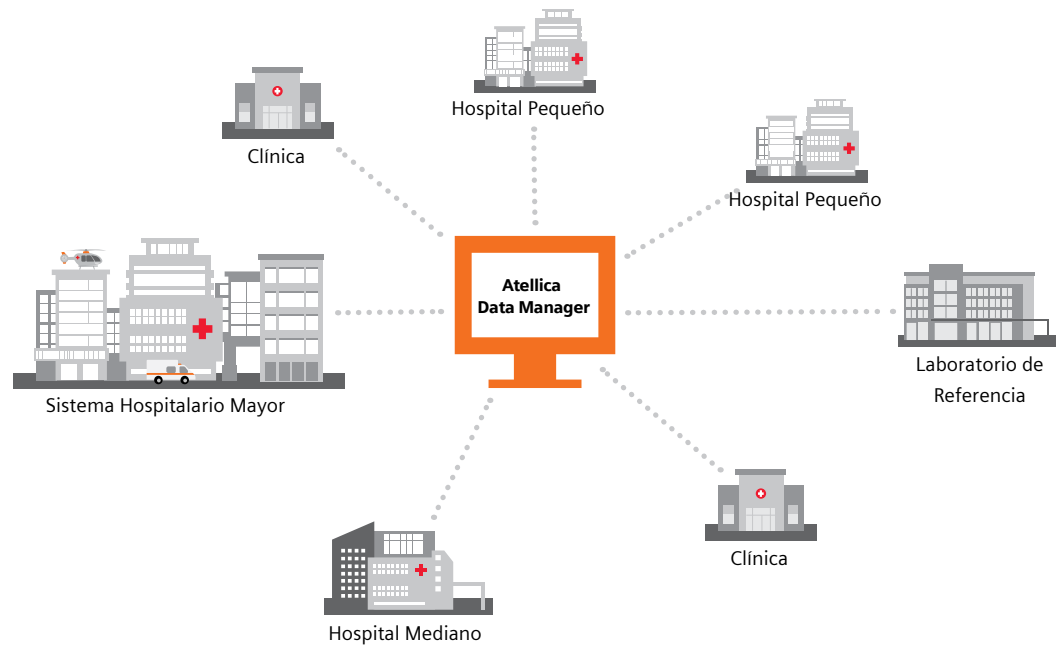 Hospital Pequeño
Clínica
Hospital Pequeño
Atellica
Data Manager
Laboratorio de
Referencia
Sistema Hospitalario Mayor
Clínica
Hospital Mediano